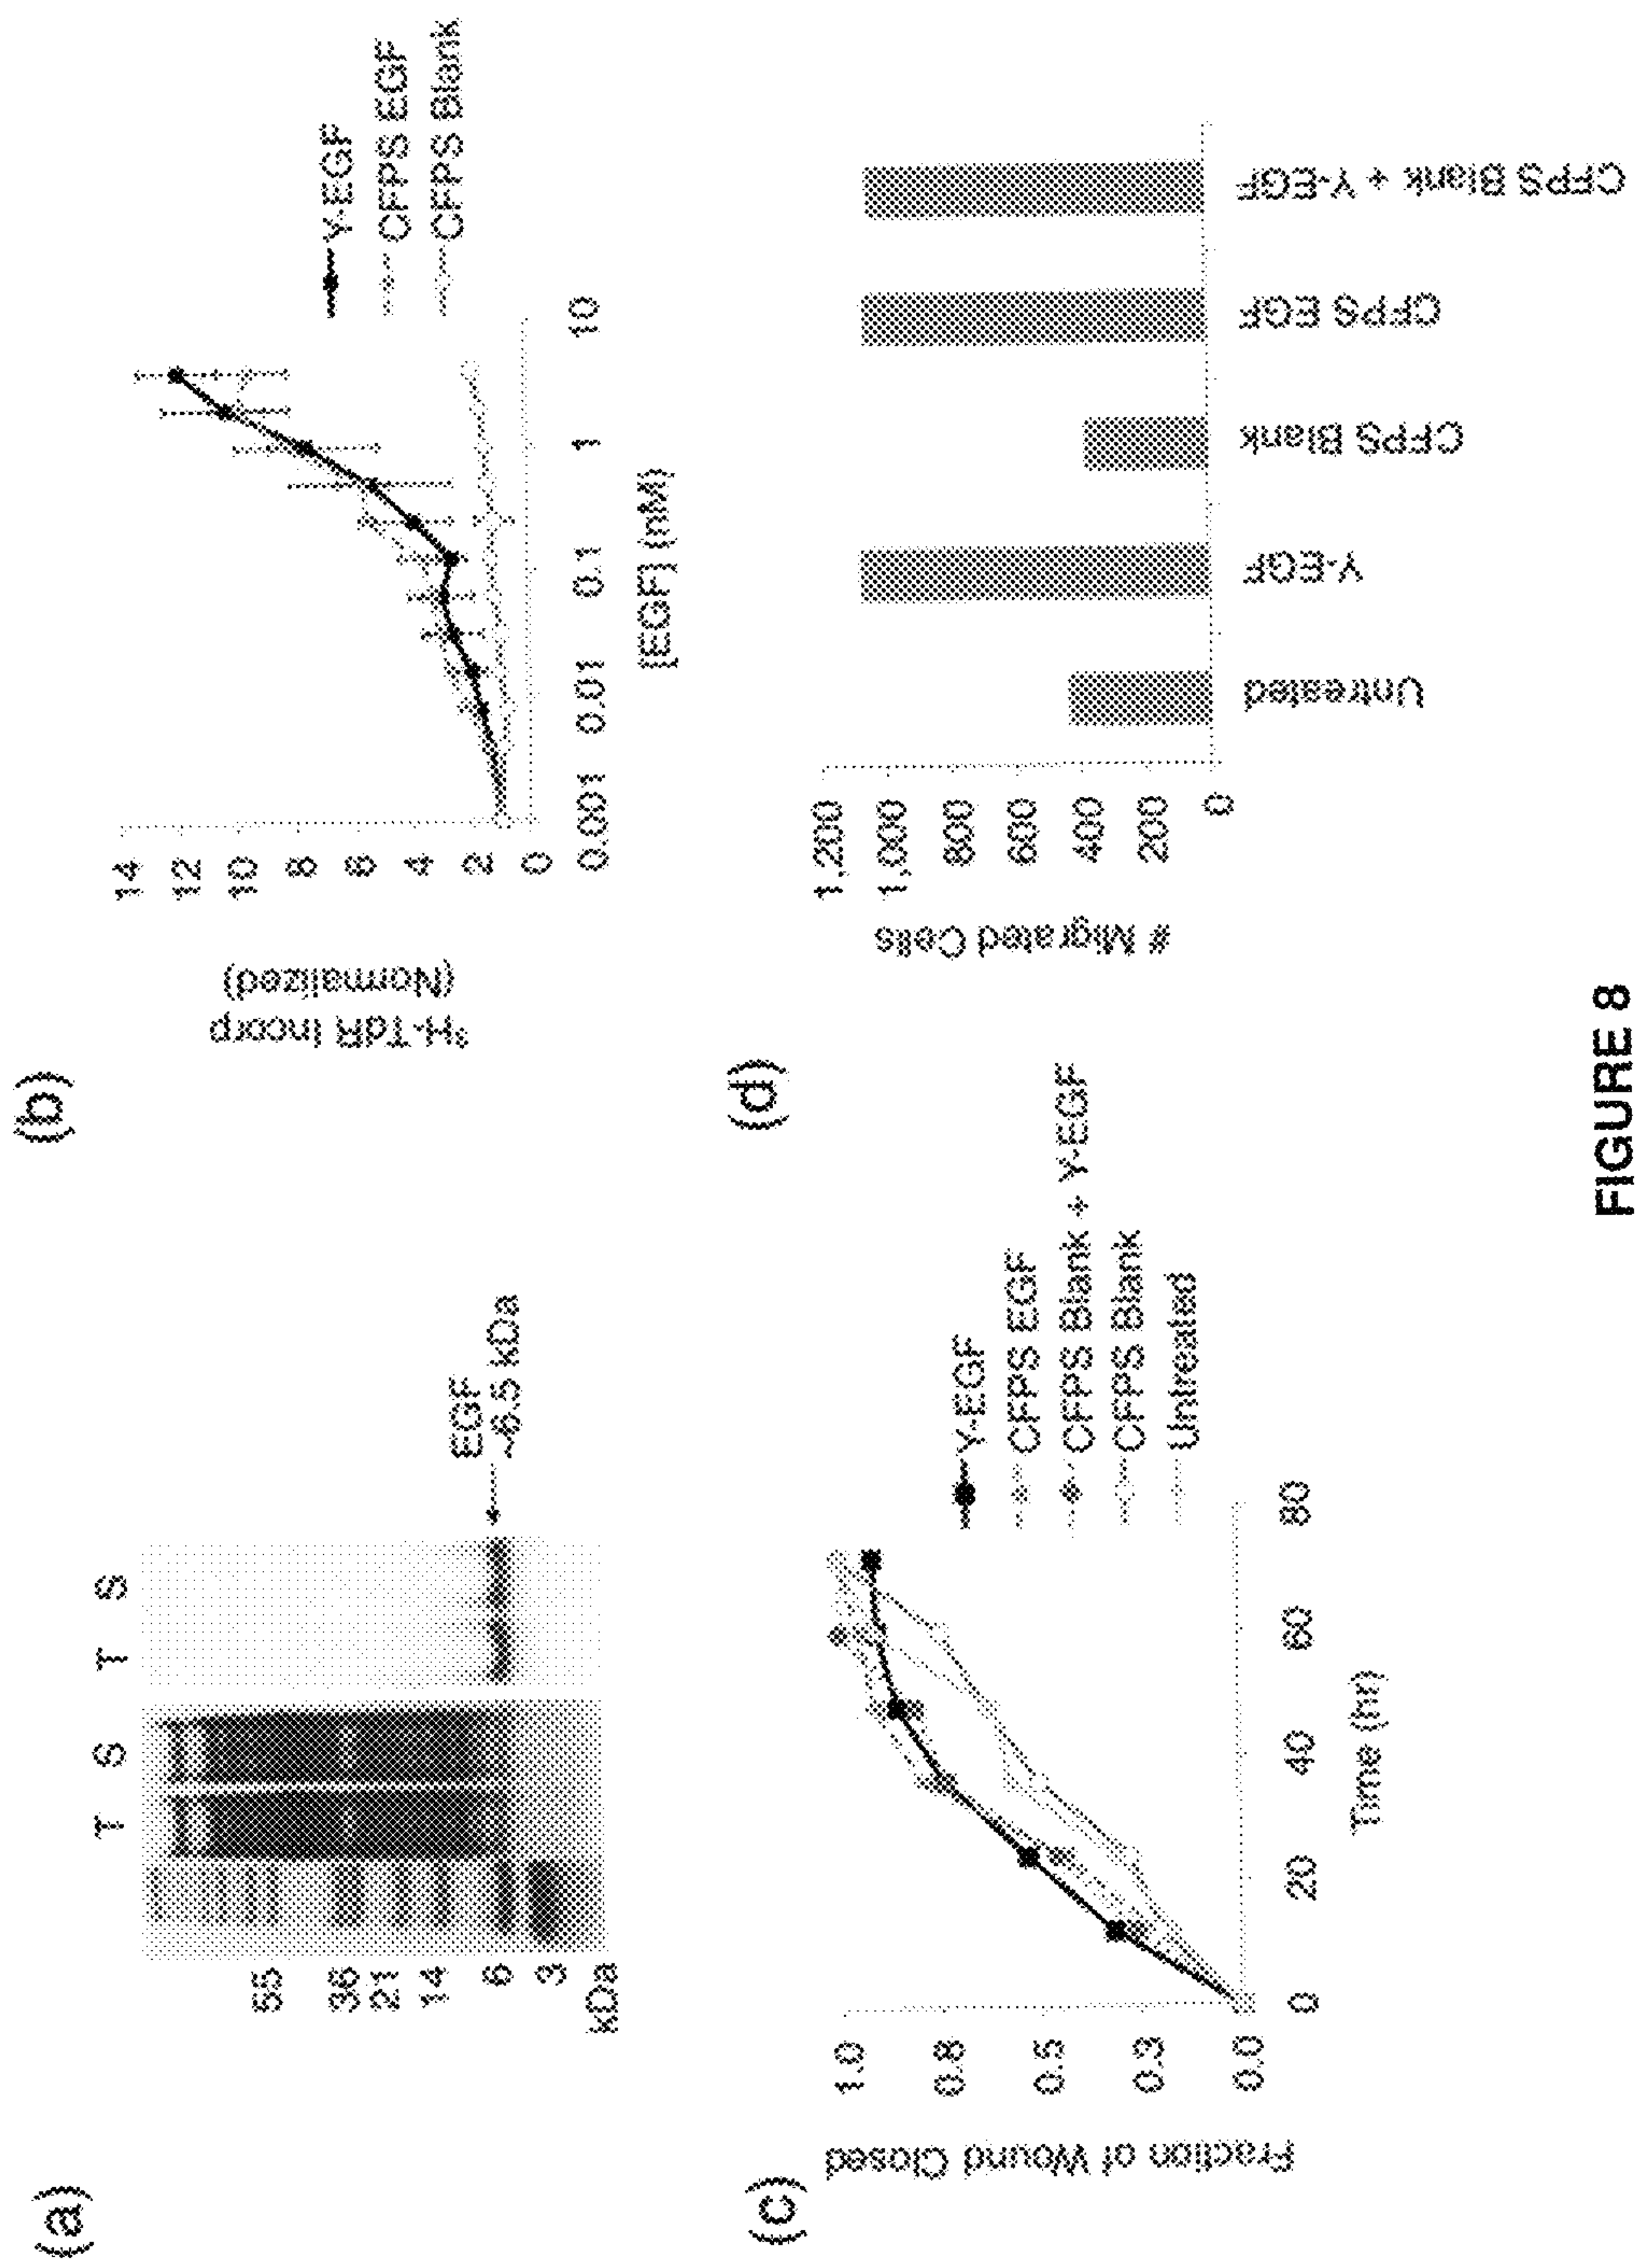 (a)
T S T S
55
36
21
14
6
3
kDa
EGF
~6.5 kDa
(b)
³H-TdR Incorp
(Normalized)
14
12
10
8
6
4
2
0
0.001 0.01 0.1 1 10
[EGF] (nM)
Y-EGF
CFPS EGF
CFPS Blank
(c)
Fraction of Wound Closed
1.0
0.8
0.5
0.3
0.0
0 20 40 60 80
Time (hr)
Y-EGF
CFPS EGF
CFPS Blank + Y-EGF
CFPS Blank
Untreated
(d)
# Migrated Cells
1,200
1,000
800
600
400
200
0
Untreated
Y-EGF
CFPS Blank
CFPS EGF
CFPS Blank + Y-EGF
FIGURE 8